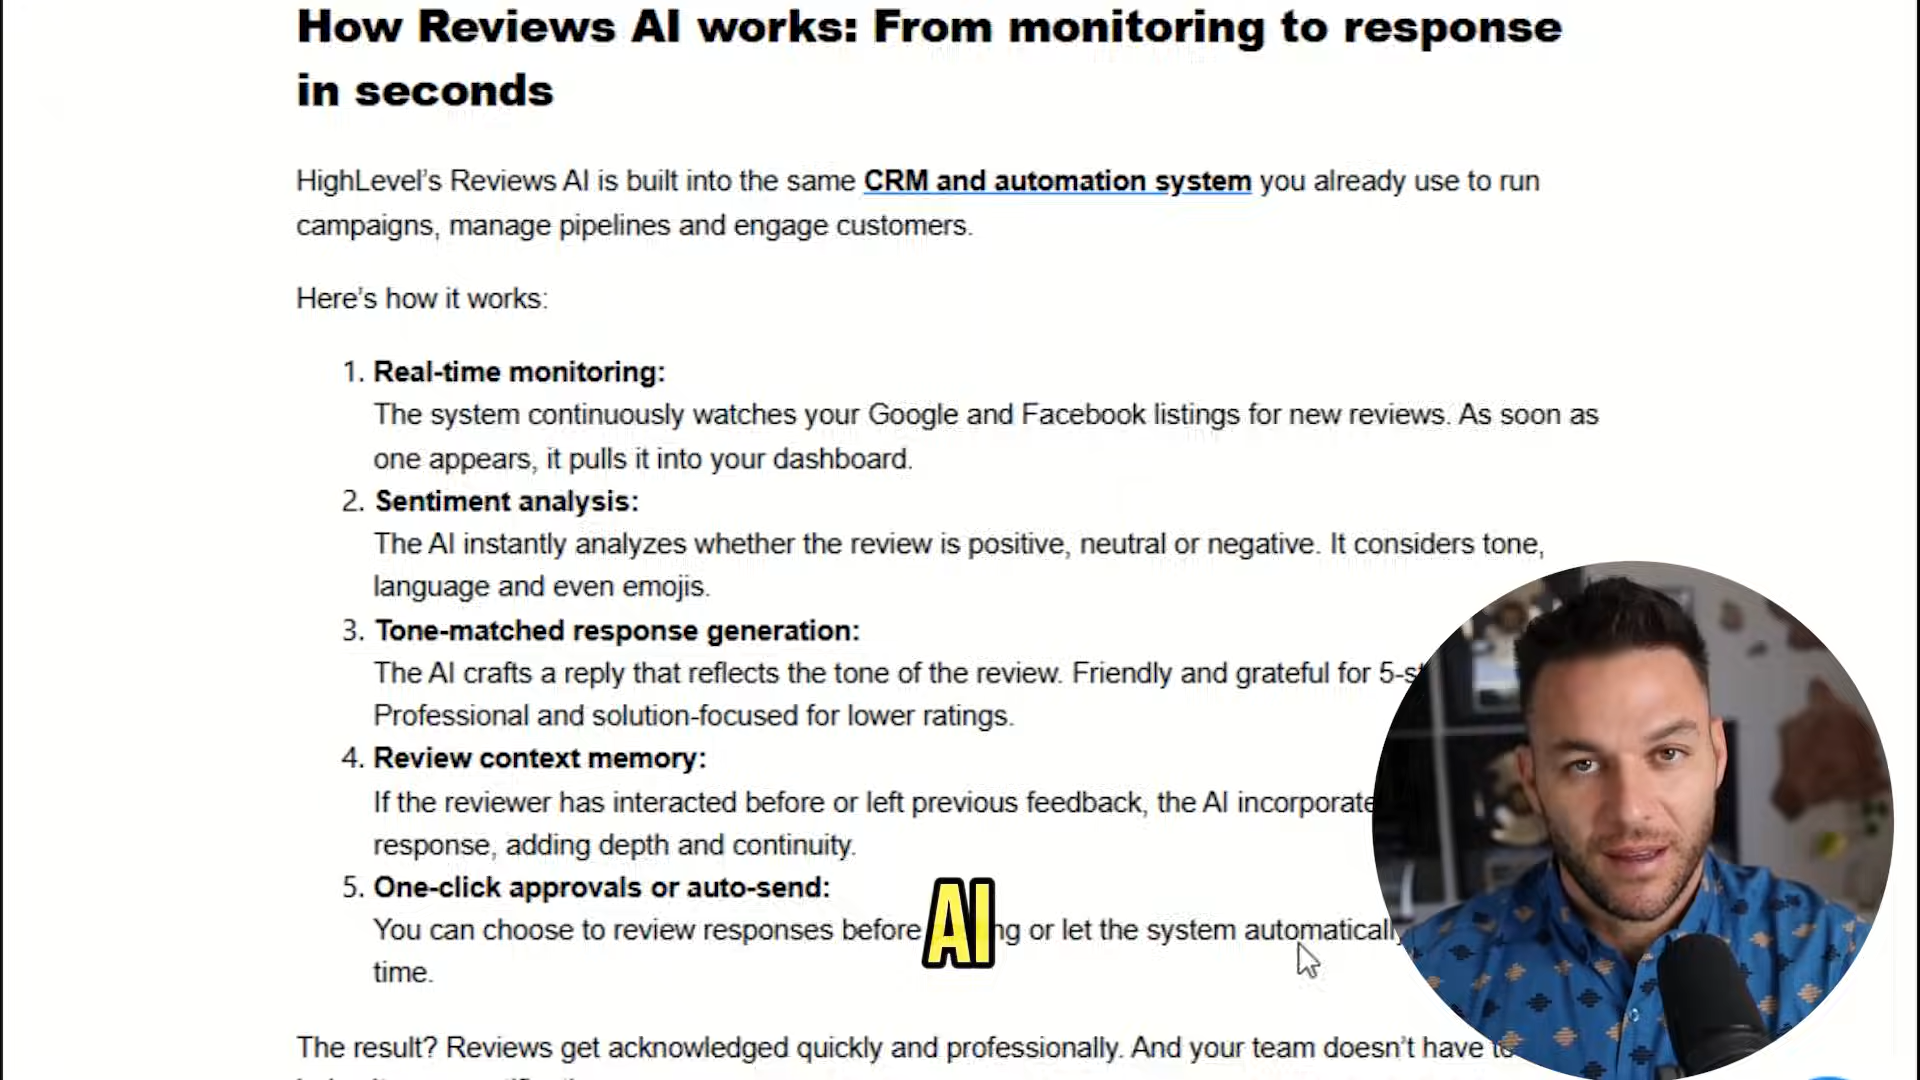 How Reviews AI works: From monitoring to response
in seconds
HighLevel’s Reviews AI is built into the same CRM and automation system you already use to run
campaigns, manage pipelines and engage customers.
Here’s how it works:
1. Real-time monitoring:
The system continuously watches your Google and Facebook listings for new reviews. As soon as
one appears, it pulls it into your dashboard.
2. Sentiment analysis:
The AI instantly analyzes whether the review is positive, neutral or negative. It considers tone,
language and even emojis.
3. Tone-matched response generation:
The AI crafts a reply that reflects the tone of the review. Friendly and grateful for
Professional and solution-focused for lower ratings.
4. Review context memory:
If the reviewer has interacted before or left previous feedback, the AI
response, adding depth and continuity.
5. One-click approvals or auto-send:
You can choose to review responses before or let the system automatically
time.
AI
The result? Reviews get acknowledged quickly and professionally. And your team doesn’t have to